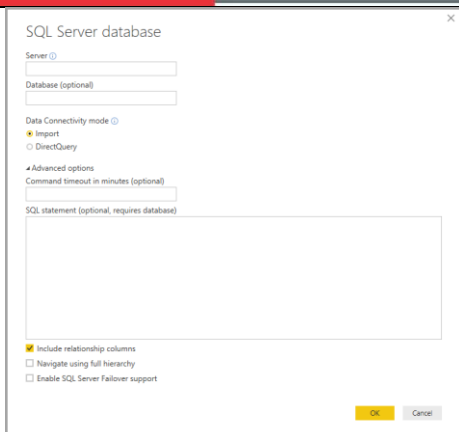 SQL Server database
Server
Database (optional)
Data Connectivity mode
Import
DirectQuery
Advanced options
Command timeout in minutes (optional)
SQL statement (optional, requires database)
Include relationship columns
Navigate using full hierarchy
Enable SQL Server Failover support
OK Cancel